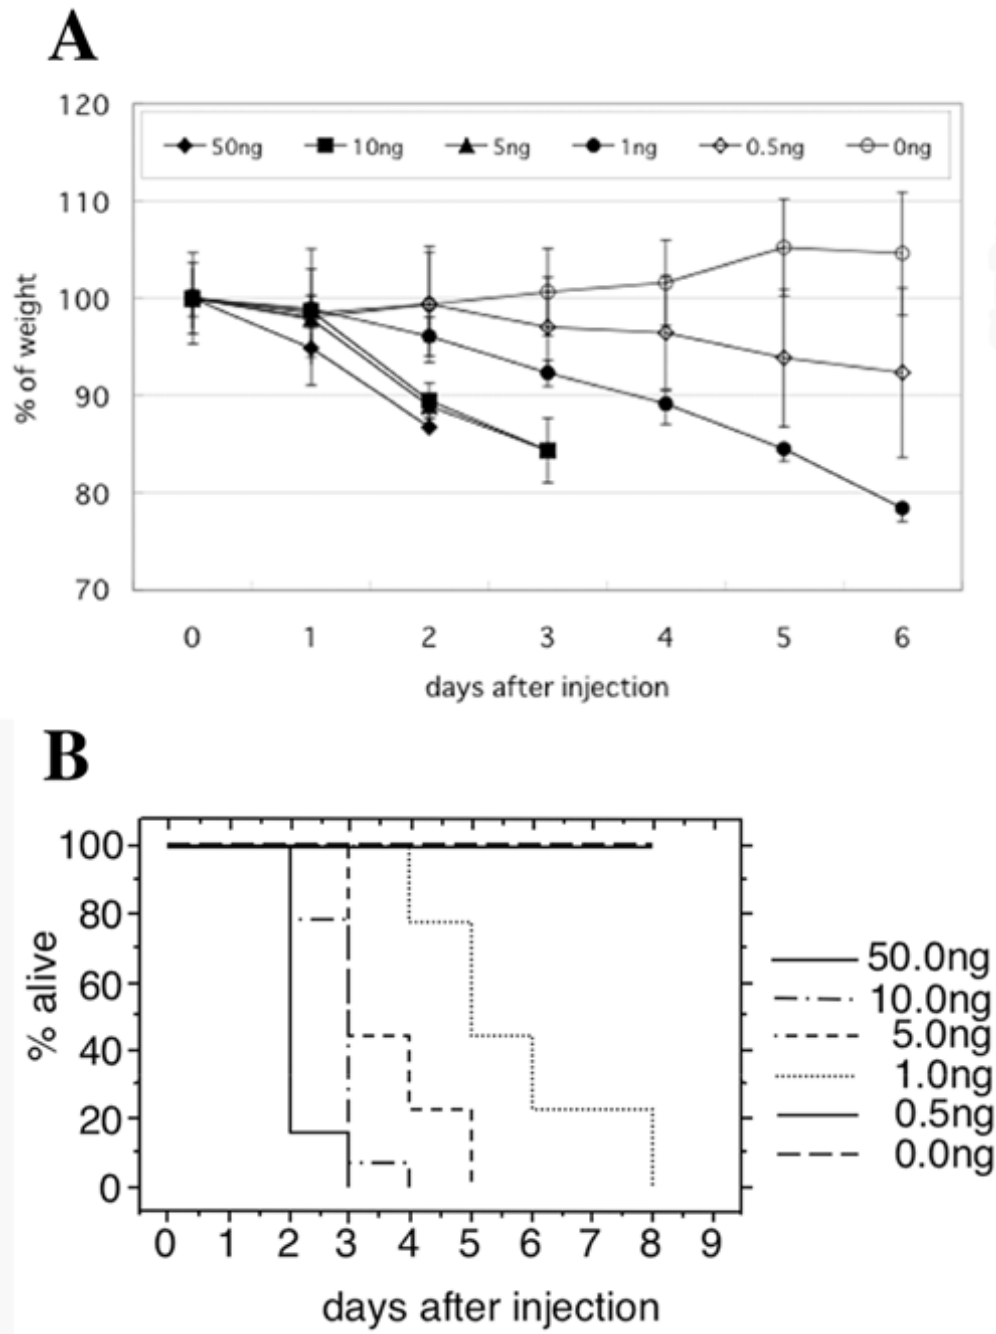 A
120
50ng 10ng 5ng 1ng 0.5ng 0ng
110
100
90
80
70
% of weight
0 1 2 3 4 5 6
days after injection
B
100
80
60
40
20
0
% alive
50.0ng
10.0ng
5.0ng
1.0ng
0.5ng
0.0ng
0 1 2 3 4 5 6 7 8 9
days after injection